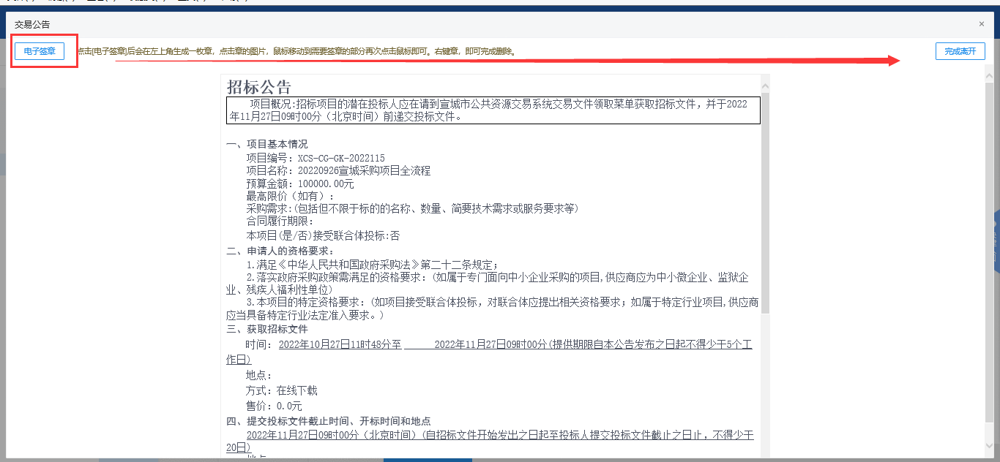 交易公告
×
电子签章
点击[电子签章]后会在左上角生成一枚章，点击章的图片，鼠标移动到需要签章的部分再次点击鼠标即可。右键章，即可完成删除。
完成离开
招标公告
项目概况:招标项目的潜在投标人应在请到宣城市公共资源交易系统交易文件领取菜单获取招标文件，并于2022
年11月27日09时00分（北京时间）前递交投标文件。
一、项目基本情况
项目编号：XCS-CG-GK-2022115
项目名称：20220926宣城采购项目全流程
预算金额：100000.00元
最高限价（如有）：
采购需求:(包括但不限于标的的名称、数量、简要技术需求或服务要求等)
合同履行期限：
本项目(是/否)接受联合体投标:否
二、申请人的资格要求：
1.满足《中华人民共和国政府采购法》第二十二条规定；
2.落实政府采购政策需满足的资格要求：(如属于专门面向中小企业采购的项目,供应商应为中小微企业、监狱企
业、残疾人福利性单位)
3.本项目的特定资格要求：(如项目接受联合体投标，对联合体应提出相关资格要求；如属于特定行业项目,供应商
应当具备特定行业法定准入要求。)
三、获取招标文件
时间：2022年10月27日11时48分至 2022年11月27日09时00分(提供期限自本公告发布之日起不得少于5个工
作日)
地点：
方式：在线下载
售价：0.0元
四、提交投标文件截止时间、开标时间和地点
2022年11月27日09时00分（北京时间）(自招标文件开始发出之日起至投标人提交投标文件截止之日止，不得少于
20日)